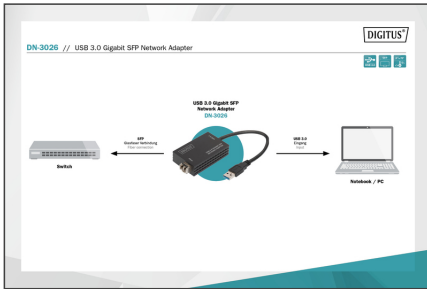 DIGITUS®
DN-3026 // USB 3.0 Gigabit SFP Network Adapter
USB 3.0 Gigabit SFP
Network Adapter
DN-3026
SFP
Glasfaser Verbindung
Fiber connection
USB 3.0
Eingang
Input
Switch
Notebook / PC